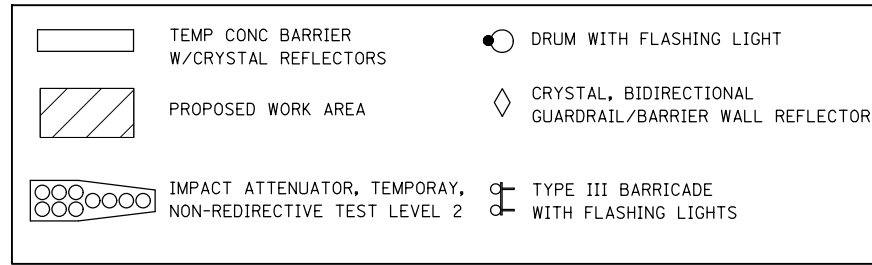 TEMP CONC BARRIER
W/CRYSTAL REFLECTORS
DRUM WITH FLASHING LIGHT
PROPOSED WORK AREA
CRYSTAL, BIDIRECTIONAL
GUARDRAIL/BARRIER WALL REFLECTOR
IMPACT ATTENUATOR, TEMPORAY,
NON-REDIRECTIVE TEST LEVEL 2
TYPE III BARRICADE
WITH FLASHING LIGHTS